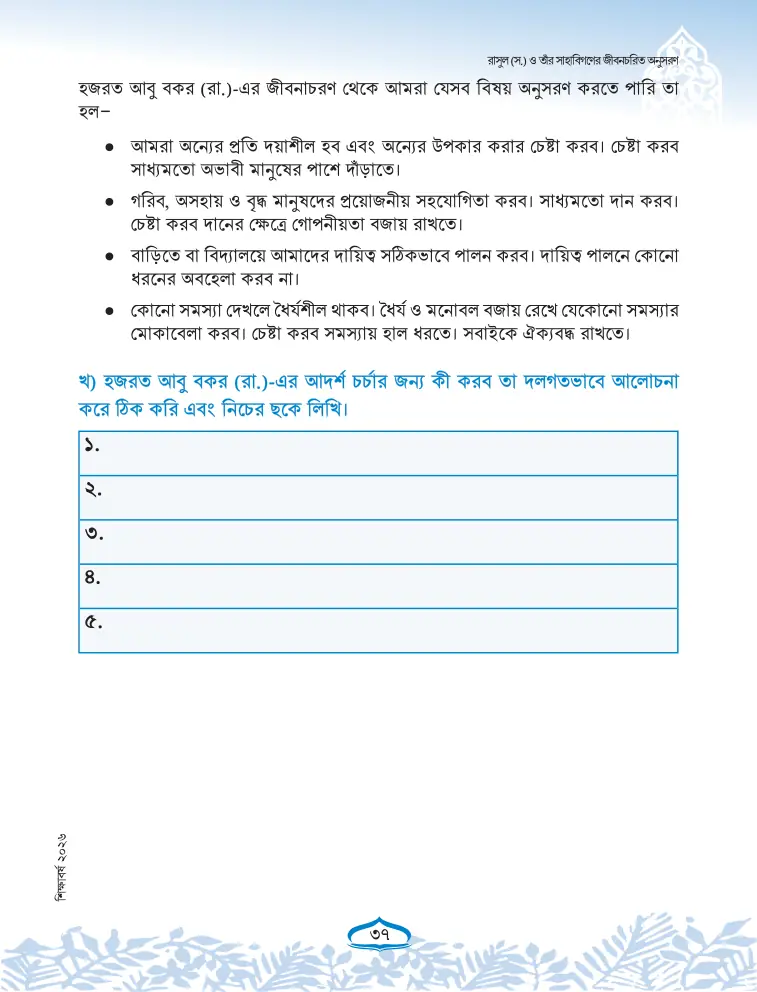 রাসুল (স.) ও তাঁর সাহাবিগণের জীবনচরিত অনুসরণ
হজরত আবু বকর (রা.)-এর জীবনাচরণ থেকে আমরা যেসব বিষয় অনুসরণ করতে পারি তা
হল–
● আমরা অন্যের প্রতি দয়াশীল হব এবং অন্যের উপকার করার চেষ্টা করব। চেষ্টা করব
সাধ্যমতো অভাবী মানুষের পাশে দাঁড়াতে।
● গরিব, অসহায় ও বৃদ্ধ মানুষদের প্রয়োজনীয় সহযোগিতা করব। সাধ্যমতো দান করব।
চেষ্টা করব দানের ক্ষেত্রে গোপনীয়তা বজায় রাখতে।
● বাড়িতে বা বিদ্যালয়ে আমাদের দায়িত্ব সঠিকভাবে পালন করব। দায়িত্ব পালনে কোনো
ধরনের অবহেলা করব না।
● কোনো সমস্যা দেখলে ধৈর্যশীল থাকব। ধৈর্য ও মনোবল বজায় রেখে যেকোনো সমস্যার
মোকাবেলা করব। চেষ্টা করব সমস্যায় হাল ধরতে। সবাইকে ঐক্যবদ্ধ রাখতে।
খ) হজরত আবু বকর (রা.)-এর আদর্শ চর্চার জন্য কী করব তা দলগতভাবে আলোচনা
করে ঠিক করি এবং নিচের ছকে লিখি।
১.
২.
৩.
৪.
৫.
শিক্ষাবর্ষ ২০২৬
৩৭